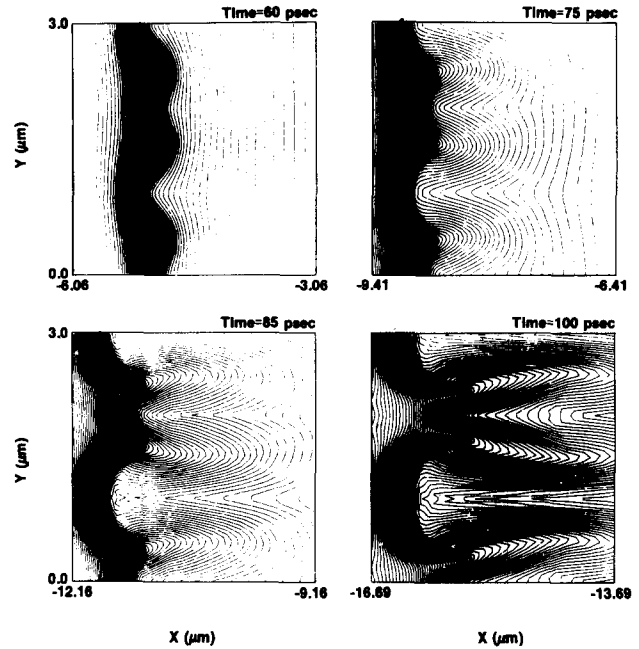 Time=60 psec
Time=75 psec
3.0
Y (μm)
0.0
-6.06
-3.06
-9.41
-6.41
Time=85 psec
Time=100 psec
3.0
Y (μm)
0.0
-12.16
-9.16
-16.69
-13.69
X (μm)
X (μm)